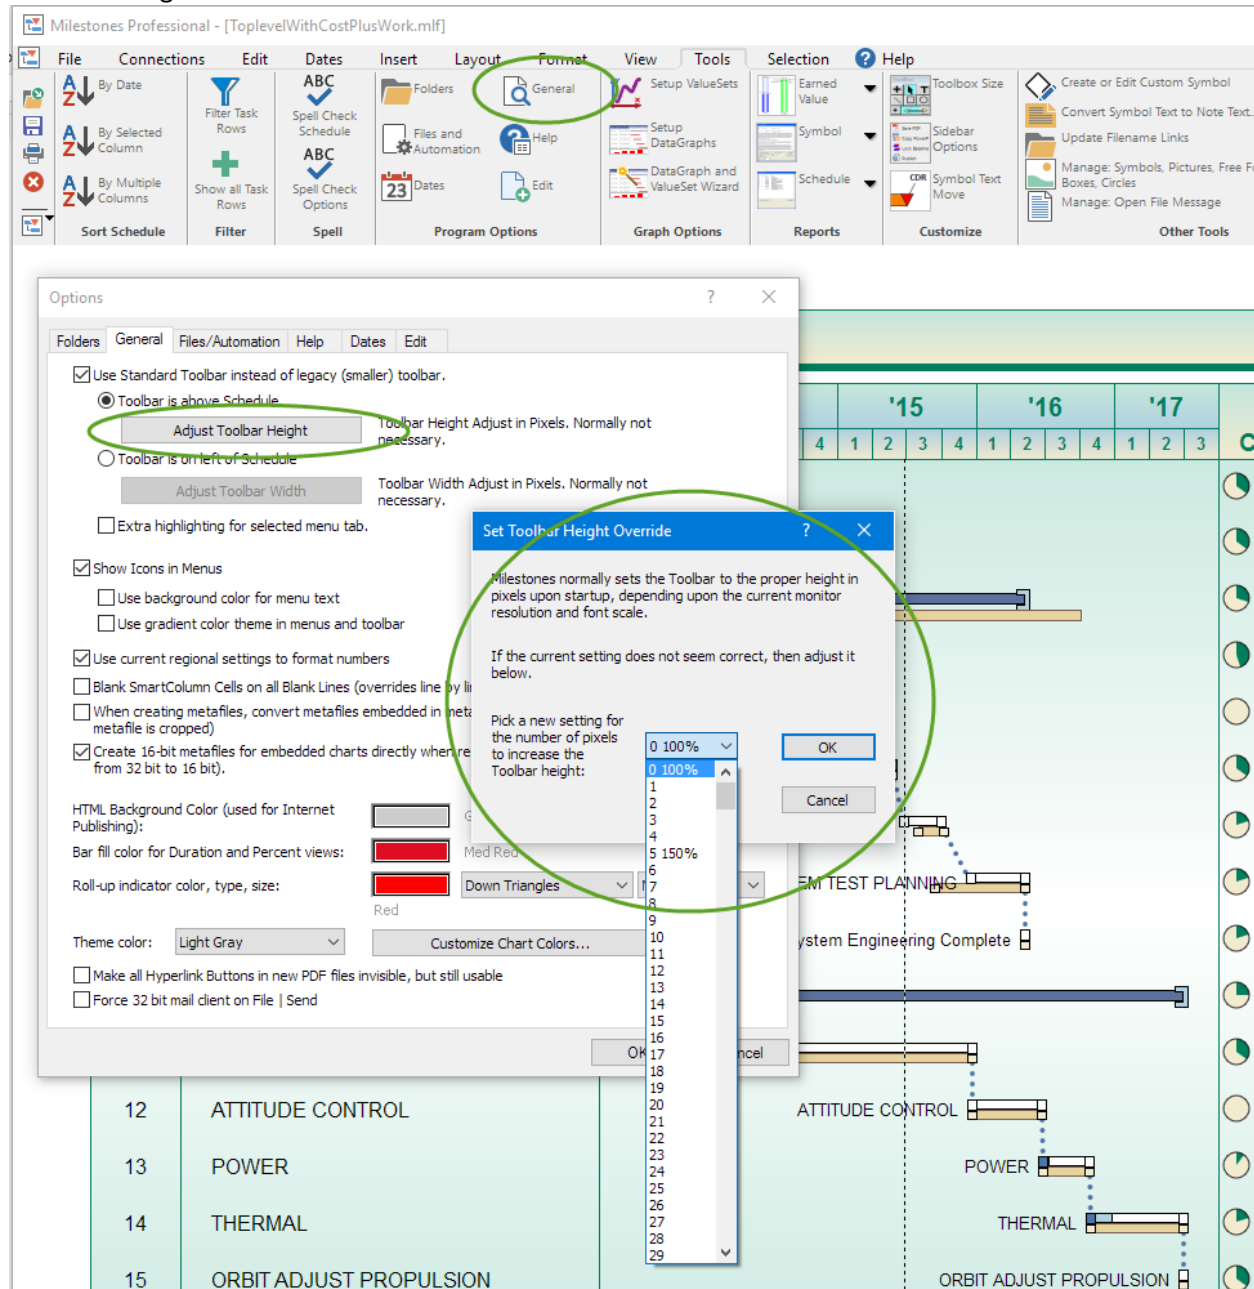 Milestones Professional - [ToplevelWithCostPlusWork.mlf]
File Connections Edit Dates Insert Layout Format View Tools Selection Help
By Date
By Selected
Column
By Multiple
Columns
Sort Schedule
Filter Task
Rows
Show all Task
Rows
Filter
ABC
Spell Check
Schedule
ABC
Spell Check
Options
Spell
Folders
General
Files and
Automation
Help
23 Dates
Edit
Program Options
Setup ValueSets
Setup
DataGraphs
DataGraph and
ValueSet Wizard
Graph Options
Earned
Value
Symbol
Schedule
Reports
Toolbox Size
Sidebar
Options
CDR Symbol Text
Move
Customize
Create or Edit Custom Symbol
Convert Symbol Text to Note Text..
Update Filename Links
Manage: Symbols, Pictures, Free Fo
Boxes, Circles
Manage: Open File Message
Other Tools
Options
Folders General Files/Automation Help Dates Edit
Use Standard Toolbar instead of legacy (smaller) toolbar.
Toolbar is above Schedule
Adjust Toolbar Height
Toolbar Height Adjust in Pixels. Normally not
necessary.
Toolbar is on left of Schedule
Adjust Toolbar Width
Toolbar Width Adjust in Pixels. Normally not
necessary.
Extra highlighting for selected menu tab.
Show Icons in Menus
Use background color for menu text
Use gradient color theme in menus and toolbar
Use current regional settings to format numbers
Blank SmartColumn Cells on all Blank Lines (overrides line by li
When creating metafiles, convert metafiles embedded in meta
metafile is cropped)
Create 16-bit metafiles for embedded charts directly when re
from 32 bit to 16 bit).
HTML Background Color (used for Internet
Publishing):
Bar fill color for Duration and Percent views:
Med Red
Roll-up indicator color, type, size:
Down Triangles
Red
Theme color:
Light Gray
Customize Chart Colors...
Make all Hyperlink Buttons in new PDF files invisible, but still usable
Force 32 bit mail client on File | Send
Set Toolbar Height Override
Milestones normally sets the Toolbar to the proper height in
pixels upon startup, depending upon the current monitor
resolution and font scale.
If the current setting does not seem correct, then adjust it
below.
Pick a new setting for
the number of pixels
to increase the
Toolbar height:
0 100%
OK
Cancel
0 100%
1
2
3
4
5 150%
6
7
8
9
10
11
12
13
14
15
16
17
18
19
20
21
22
23
24
25
26
27
28
29
'15 '16 '17
4 1 2 3 4 1 2 3 4 1 2 3
EM TEST PLANNING
ystem Engineering Complete
12 ATTITUDE CONTROL
ATTITUDE CONTROL
13 POWER
POWER
14 THERMAL
THERMAL
15 ORBIT ADJUST PROPULSION
ORBIT ADJUST PROPULSION